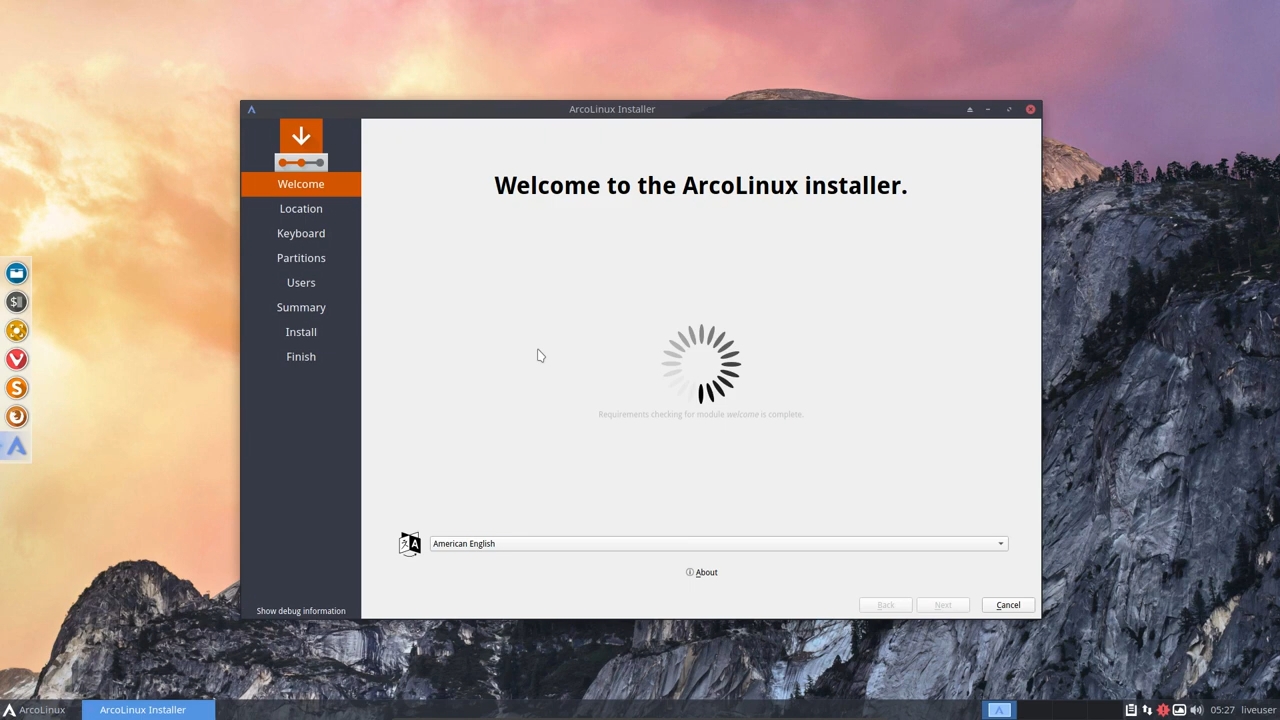 ArcoLinux Installer
Welcome
Location
Keyboard
Partitions
Users
Summary
Install
Finish
Show debug information
Welcome to the ArcoLinux installer.
Requirements checking for module welcome is complete.
American English
About
Back
Next
Cancel
ArcoLinux
ArcoLinux Installer
05:27
liveuser